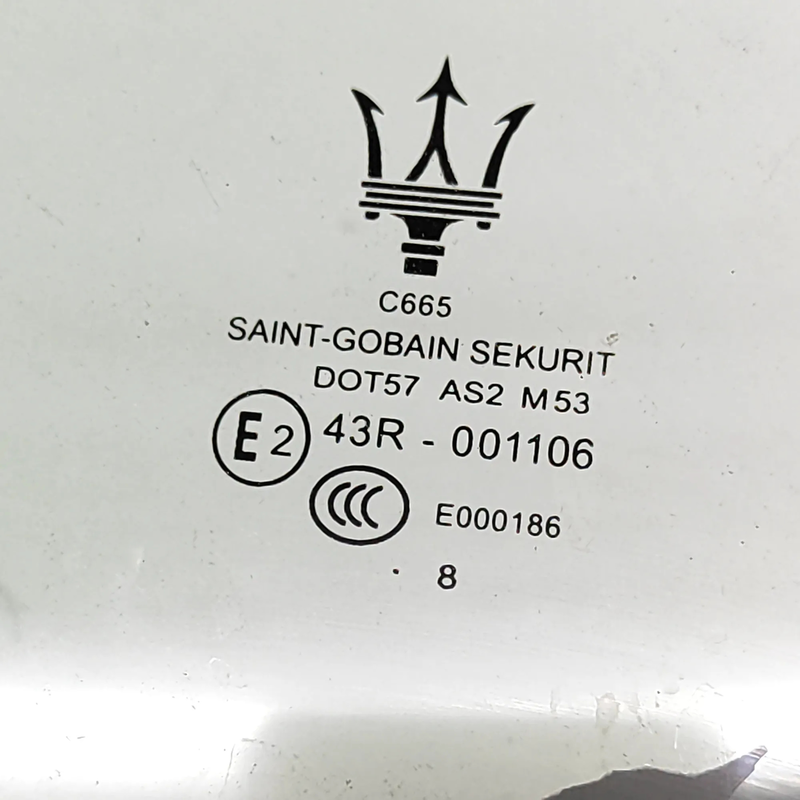 C665
SAINT-GOBAIN SEKURIT
DOT57 AS2 M53
E2 43R - 001106
CCC E000186
. 8